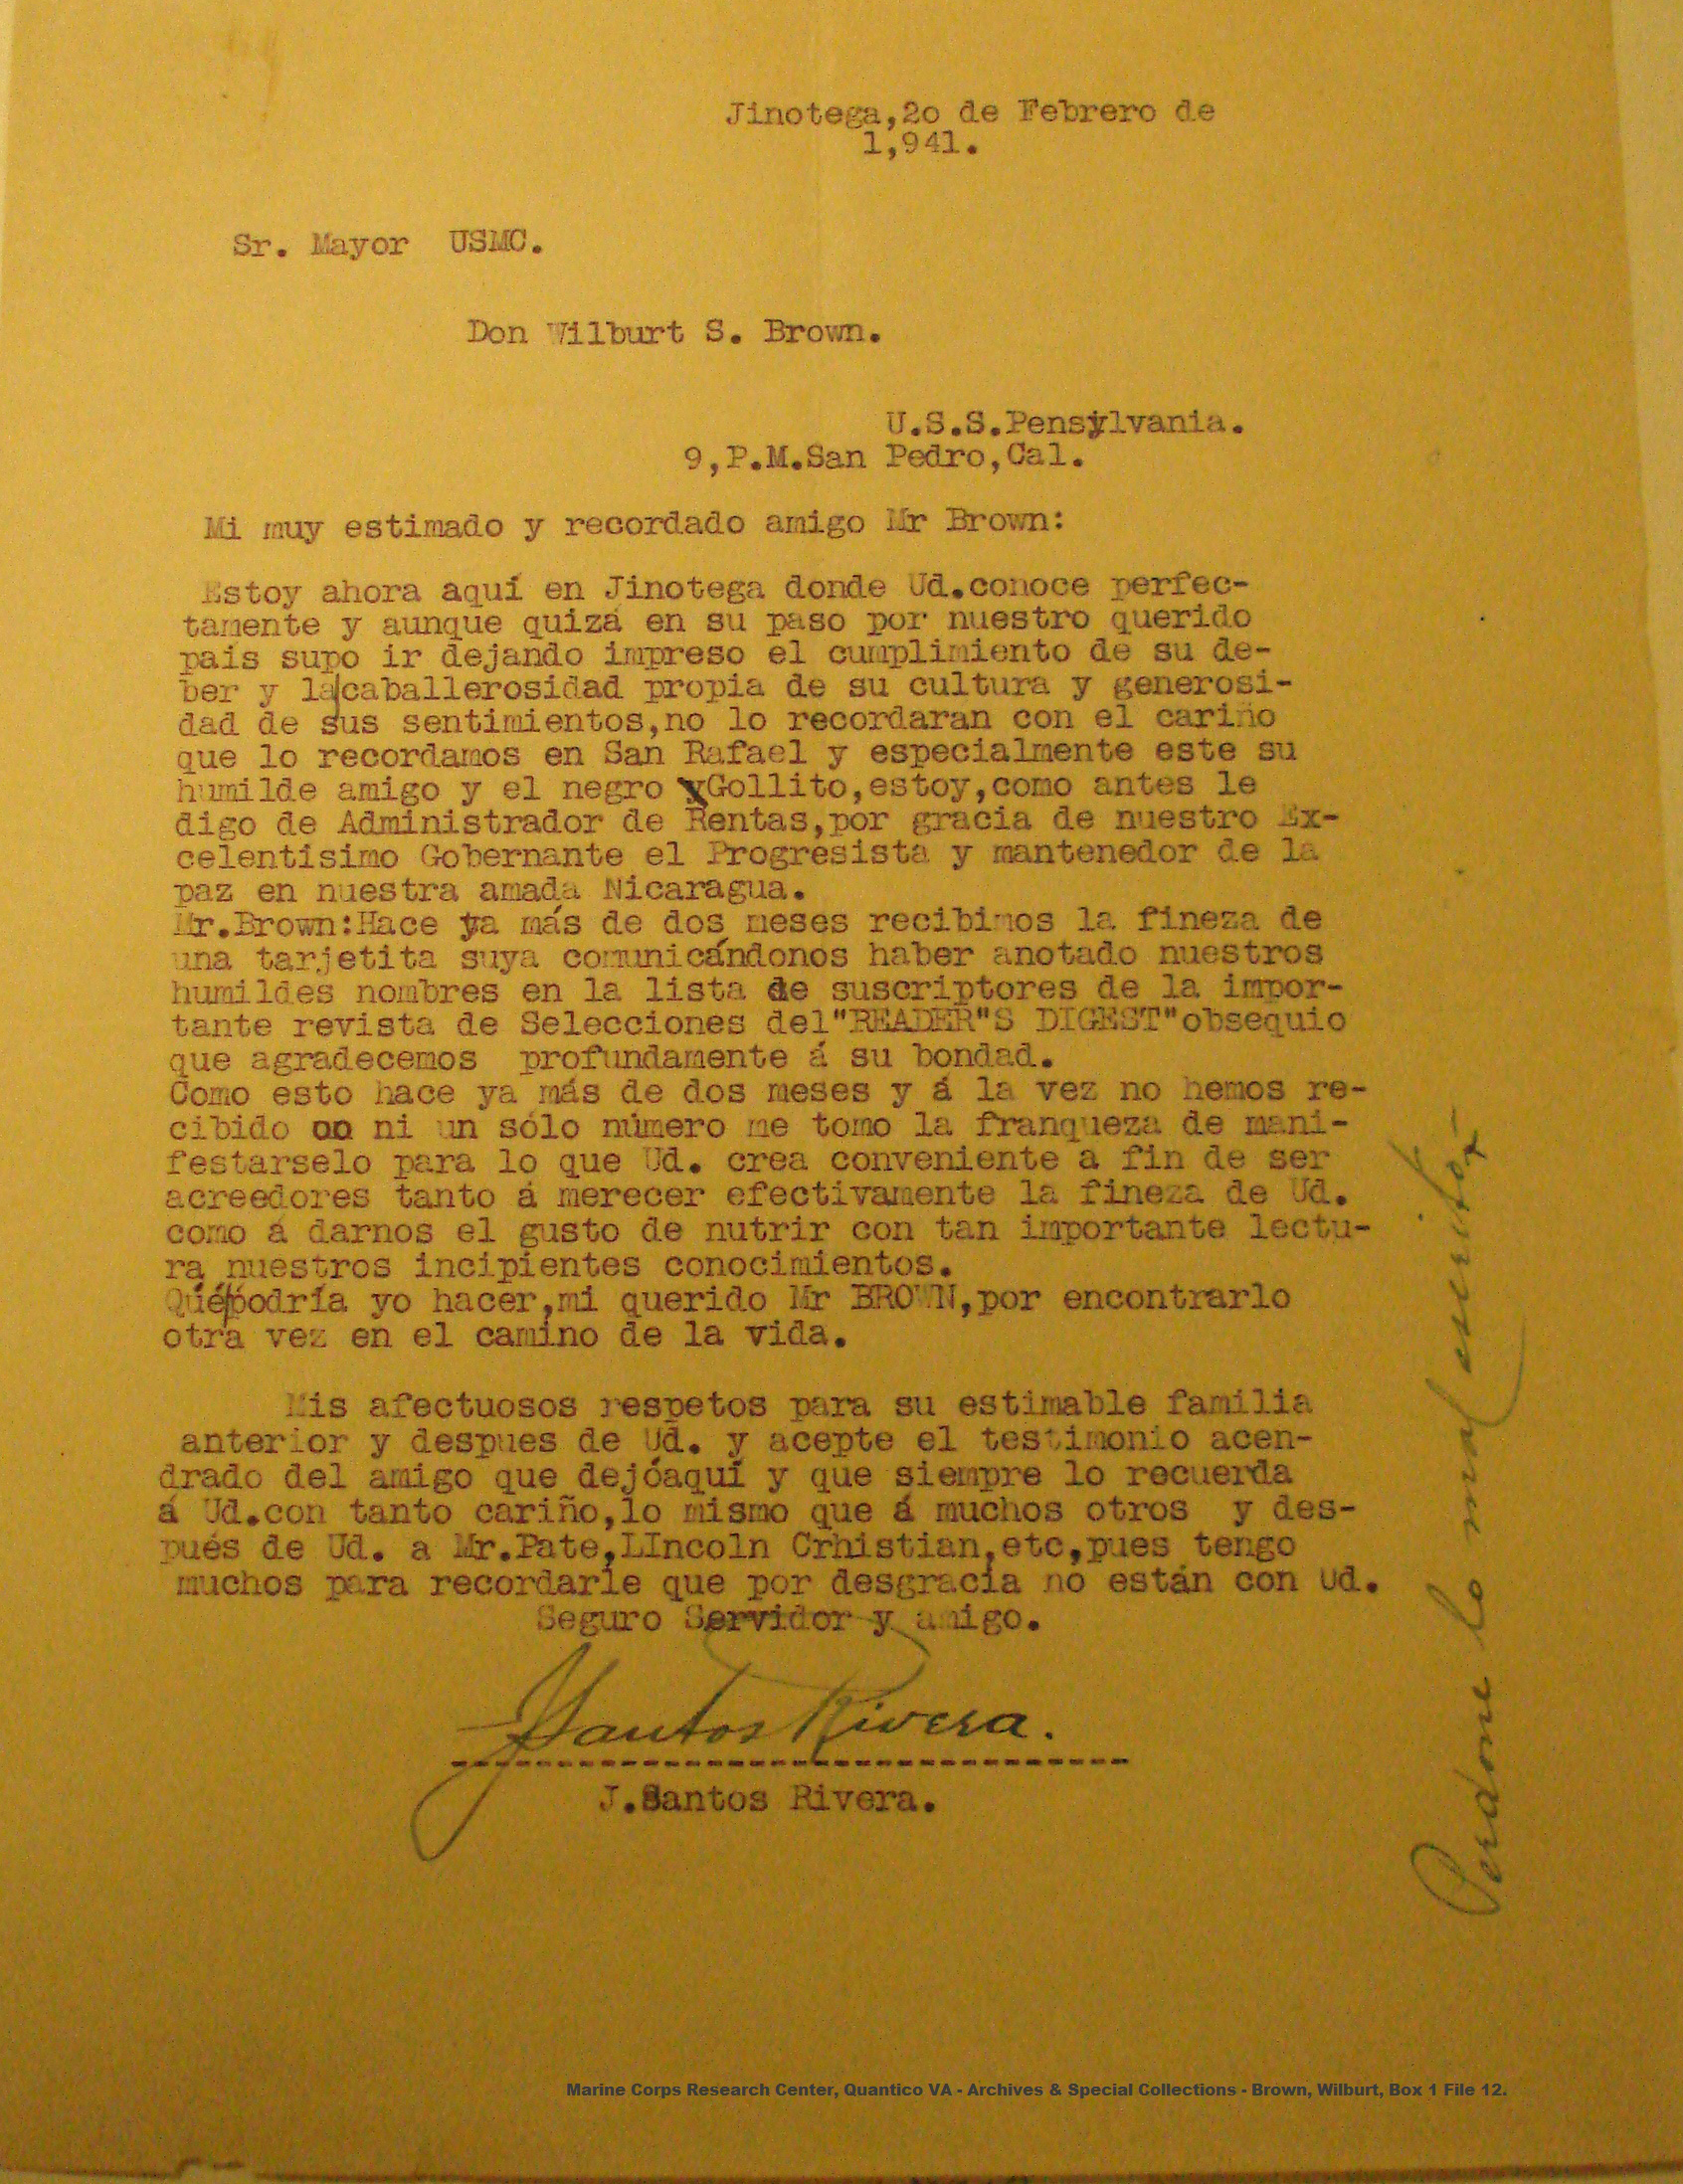 Jinotega,2o de Febrero de
1,941.
Sr. Mayor USMC.
Don Wilburt S. Brown.
U.S.S.Pensylvania.
9,P.M.San Pedro,Cal.
Mi muy estimado y recordado amigo Mr Brown:
Estoy ahora aquí en Jinotega donde Ud.conoce perfec-
tamente y aunque quizá en su paso por nuestro querido
pais supo ir dejando impreso el cumplimiento de su de-
ber y la|caballerosidad propia de su cultura y generosi-
dad de sus sentimientos,no lo recordaran con el cariño
que lo recordamos en San Rafael y especialmente este su
humilde amigo y el negro yGollito,estoy,como antes le
digo de Administrador de Rentas,por gracia de nuestro Ex-
celentisimo Gobernante el Progresista y mantenedor de la
paz en nuestra amada Nicaragua.
Mr.Brown:Hace ya más de dos meses recibimos la fineza de
una tarjetita suya comunicándonos haber anotado nuestros
humildes nombres en la lista de suscriptores de la impor-
tante revista de Selecciones del"READER"S DIGEST"obsequio
que agradecemos profundamente á su bondad.
Como esto hace ya más de dos meses y á la vez no hemos re-
cibido on ni un sólo número me tomo la franqueza de mani-
festarselo para lo que Ud. crea conveniente a fin de ser
acreedores tanto á merecer efectivamente la fineza de Ud.
como á darnos el gusto de nutrir con tan importante lectu-
ra nuestros incipientes conocimientos.
Qué|podría yo hacer,mi querido Mr BROWN,por encontrarlo
otra vez en el camino de la vida.
Mis afectuosos respetos para su estimable familia
anterior y despues de Ud. y acepte el testimonio acen-
drado del amigo que dejóaquí y que siempre lo recuerda
á Ud.con tanto cariño,lo mismo que á muchos otros y des-
pués de Ud. a Mr.Pate,LIncoln Crhistian,etc,pues tengo
muchos para recordarle que por desgracia no están con Ud.
Seguro Servidor y amigo.
JSantos Rivera.
J.Santos Rivera.
Perdone lo mal escrito
Marine Corps Research Center, Quantico VA - Archives & Special Collections - Brown, Wilburt, Box 1 File 12.